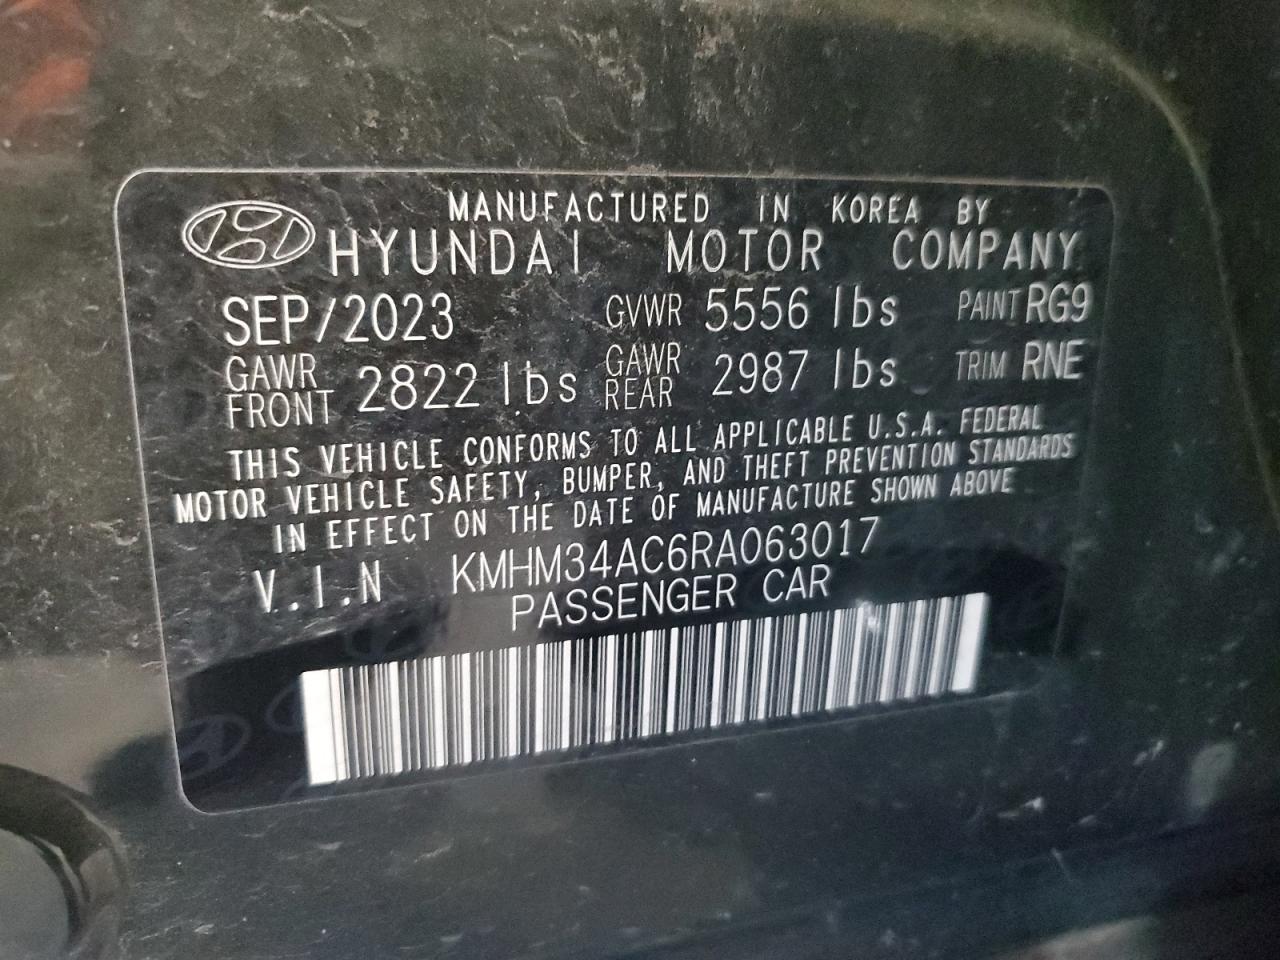 MANUFACTURED IN KOREA BY
HYUNDAI MOTOR COMPANY
SEP/2023 GVWR 5556 lbs PAINT RG9
GAWR FRONT 2822 lbs GAWR REAR 2987 lbs TRIM RNE
THIS VEHICLE CONFORMS TO ALL APPLICABLE U.S.A. FEDERAL
MOTOR VEHICLE SAFETY, BUMPER, AND THEFT PREVENTION STANDARDS
IN EFFECT ON THE DATE OF MANUFACTURE SHOWN ABOVE
V.I.N KMHM34AC6RA063017
PASSENGER CAR